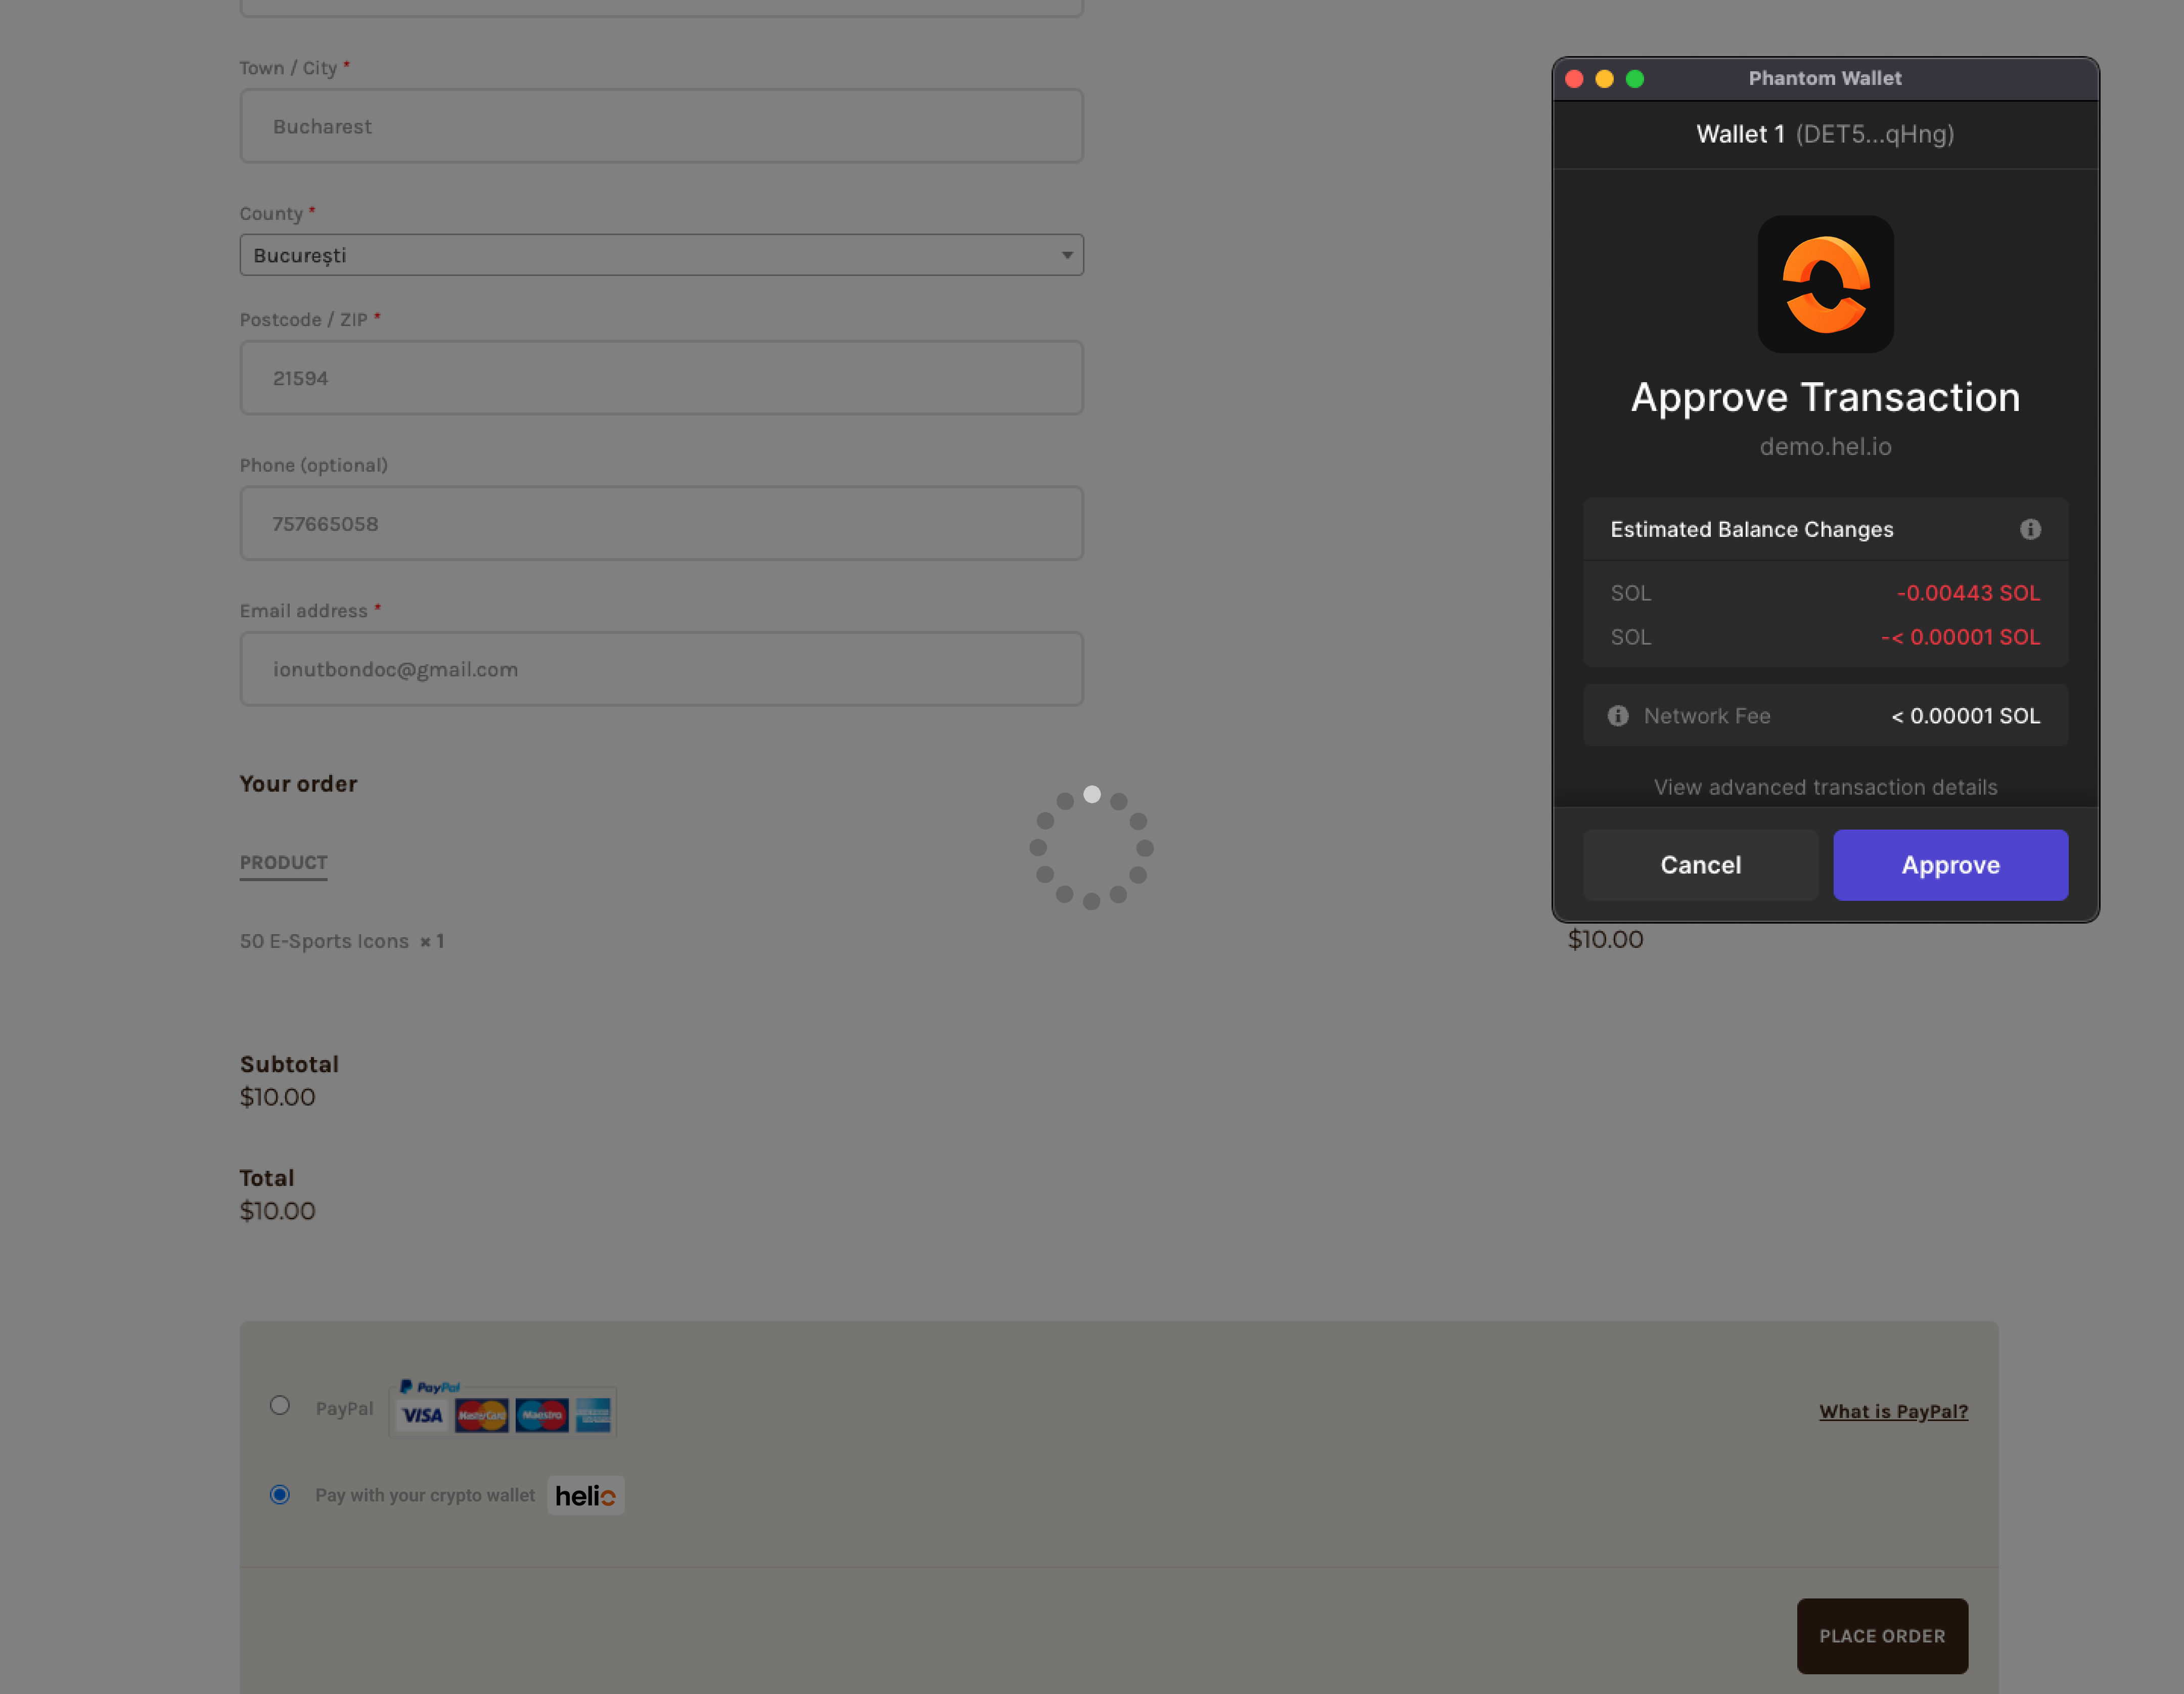 Town / City *
Bucharest
County *
București
Postcode / ZIP *
21594
Phone (optional)
757665058
Email address *
ionutbondoc@gmail.com
Your order
PRODUCT
50 E-Sports Icons × 1
$10.00
Subtotal
$10.00
Total
$10.00
PayPal
PayPal
VISA MasterCard Maestro
What is PayPal?
Pay with your crypto wallet helio
PLACE ORDER
Phantom Wallet
Wallet 1 (DET5...qHng)
Approve Transaction
demo.hel.io
Estimated Balance Changes
SOL -0.00443 SOL
SOL -< 0.00001 SOL
Network Fee < 0.00001 SOL
View advanced transaction details
Cancel Approve